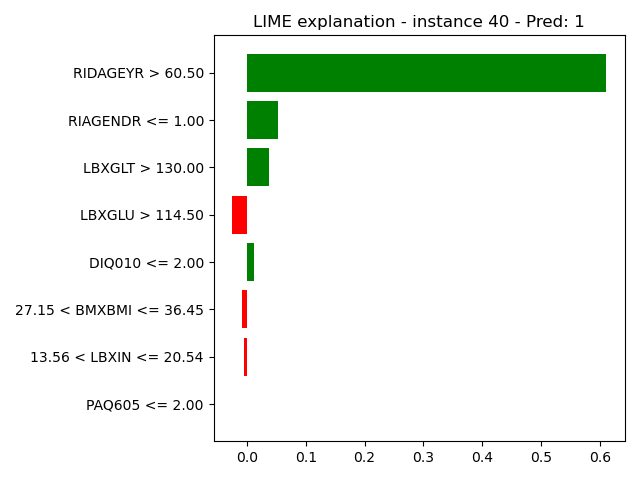 LIME explanation - instance 40 - Pred: 1
RIDAGEYR > 60.50
RIAGENDR <= 1.00
LBXGLT > 130.00
LBXGLU > 114.50
DIQ010 <= 2.00
27.15 < BMXBMI <= 36.45
13.56 < LBXIN <= 20.54
PAQ605 <= 2.00
0.0 0.1 0.2 0.3 0.4 0.5 0.6